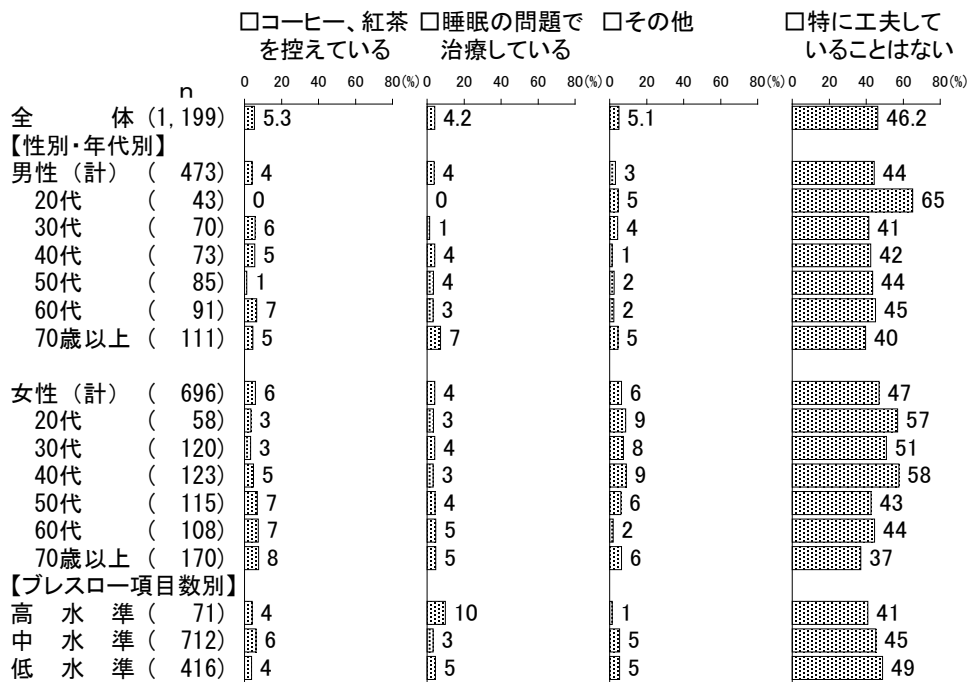 □コーヒー、紅茶 □睡眠の問題で □その他 □特に工夫して
を控えている 治療している いることはない
n 0 20 40 60 80(%) 0 20 40 60 80(%) 0 20 40 60 80(%) 0 20 40 60 80(%)
全体 (1,199) 5.3 4.2 5.1 46.2
【性別・年代別】
男性（計） ( 473) 4 4 3 44
20代 ( 43) 0 0 5 65
30代 ( 70) 6 1 4 41
40代 ( 73) 5 4 1 42
50代 ( 85) 1 4 2 44
60代 ( 91) 7 3 2 45
70歳以上 ( 111) 5 7 5 40
女性（計） ( 696) 6 4 6 47
20代 ( 58) 3 3 9 57
30代 ( 120) 3 4 8 51
40代 ( 123) 5 3 9 58
50代 ( 115) 7 4 6 43
60代 ( 108) 7 5 2 44
70歳以上 ( 170) 8 5 6 37
【ブレスロー項目数別】
高水準 ( 71) 4 10 1 41
中水準 ( 712) 6 3 5 45
低水準 ( 416) 4 5 5 49